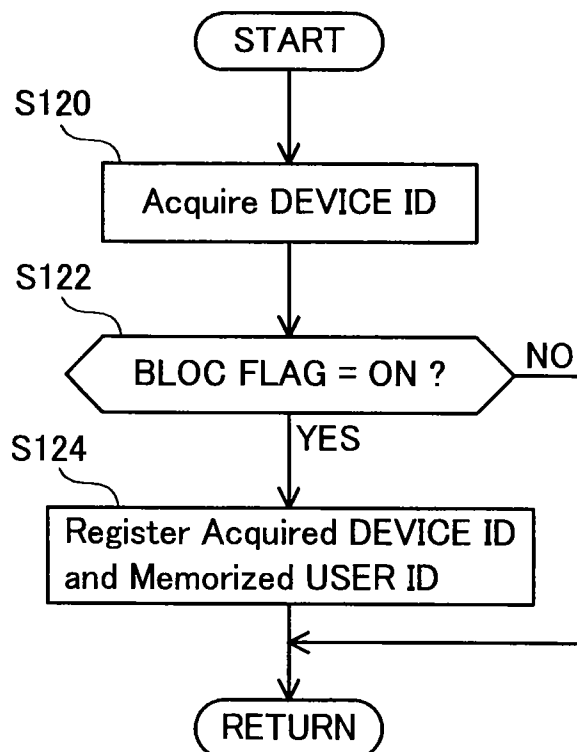 START
S120
Acquire DEVICE ID
S122
BLOC FLAG = ON ?
NO
YES
S124
Register Acquired DEVICE ID
and Memorized USER ID
RETURN